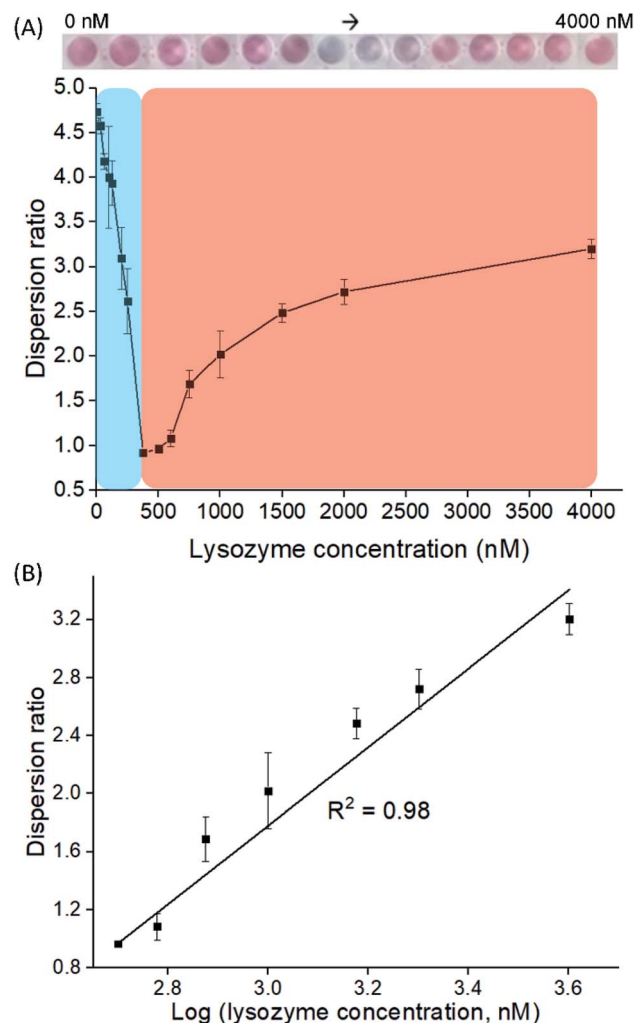 (A)
0 nM → 4000 nM
5.0
4.5
4.0
3.5
3.0
2.5
2.0
1.5
1.0
0.5
Dispersion ratio
0 500 1000 1500 2000 2500 3000 3500 4000
Lysozyme concentration (nM)
(B)
3.2
2.8
2.4
2.0
1.6
1.2
0.8
Dispersion ratio
R² = 0.98
2.8 3.0 3.2 3.4 3.6
Log (lysozyme concentration, nM)